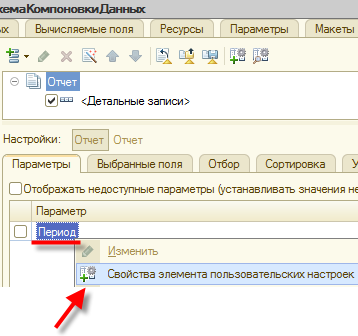 хемаКомпоновкиДанных
ых Вычисляемые поля Ресурсы Параметры Макеты
Отчет
<Детальные записи>
Настройки: Отчет Отчет
Параметры Выбранные поля Отбор Сортировка У
Отображать недоступные параметры (устанавливать значения не
Параметр
Период
Изменить
Свойства элемента пользовательских настроек